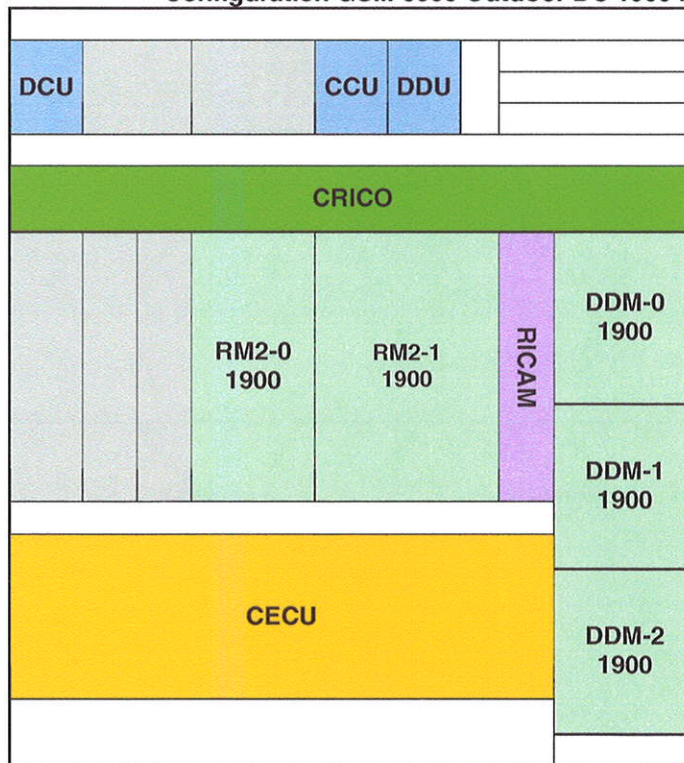 DCU
CCU
DDU
CRICO
RM2-0
1900
RM2-1
1900
RICAM
DDM-0
1900
DDM-1
1900
DDM-2
1900
CECU